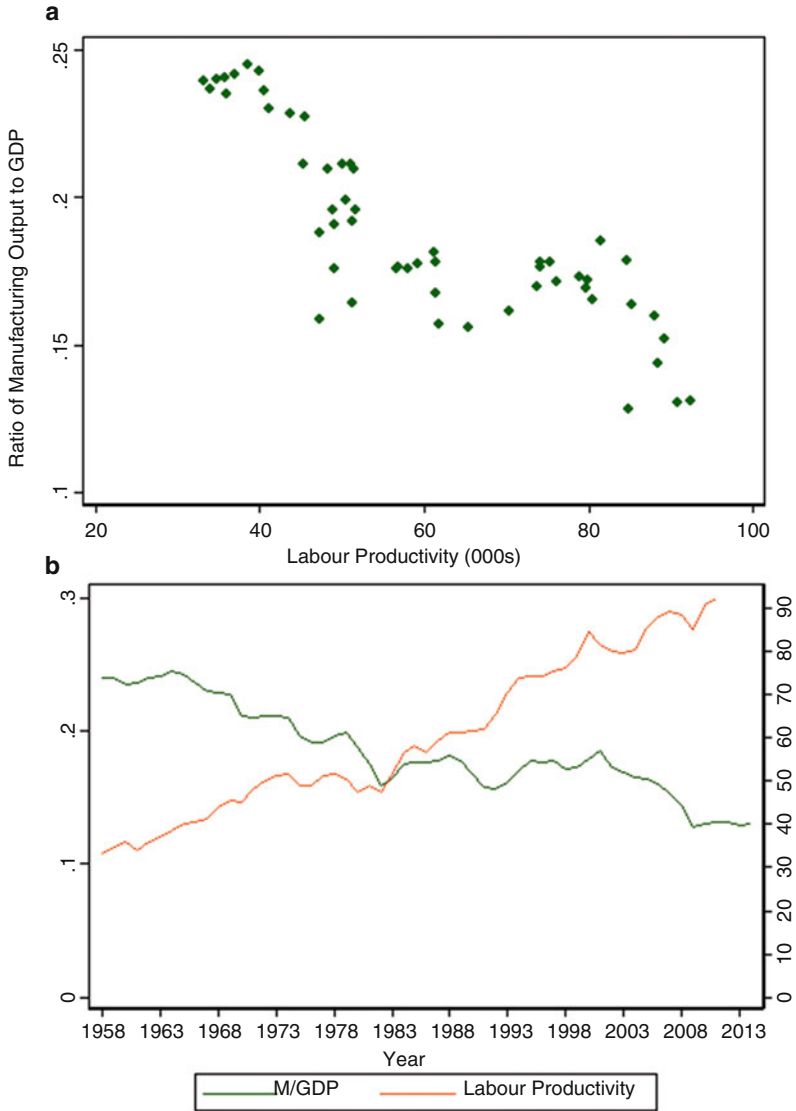 a
Ratio of Manufacturing Output to GDP
.25
.2
.15
.1
20 40 60 80 100
Labour Productivity (000s)
b
.3
.2
.1
0
90
80
70
60
50
40
30
20
10
0
1958 1963 1968 1973 1978 1983 1988 1993 1998 2003 2008 2013
Year
M/GDP Labour Productivity